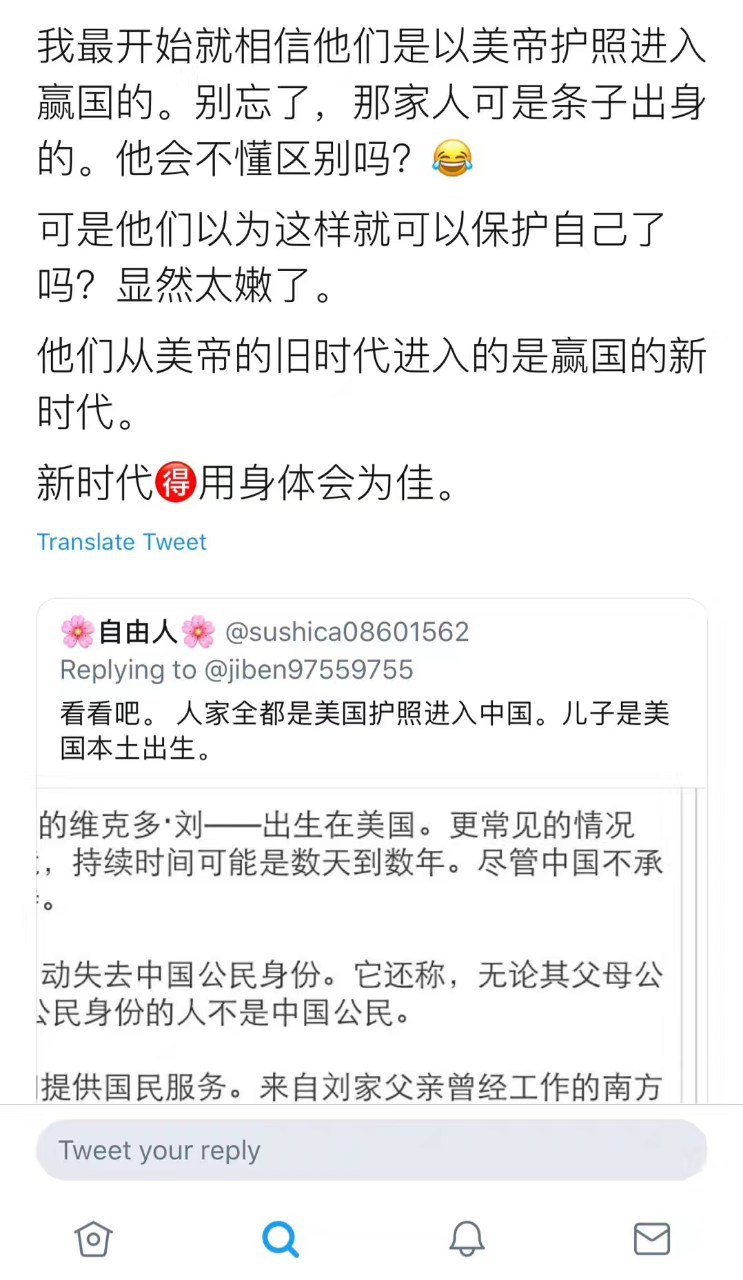 我最开始就相信他们是以美帝护照进入
赢国的。别忘了，那家人可是条子出身
的。他会不懂区别吗？😂
可是他们以为这样就可以保护自己了
吗？显然太嫩了。
他们从美帝的旧时代进入的是赢国的新
时代。
新时代🉐用身体会为佳。
Translate Tweet
🌸自由人🌸 @sushica08601562
Replying to @jiben97559755
看看吧。 人家全都是美国护照进入中国。儿子是美
国本土出生。
的维克多·刘——出生在美国。更常见的情况
，持续时间可能是数天到数年。尽管中国不承
。
动失去中国公民身份。它还称，无论其父母公
公民身份的人不是中国公民。
提供国民服务。来自刘家父亲曾经工作的南方
Tweet your reply